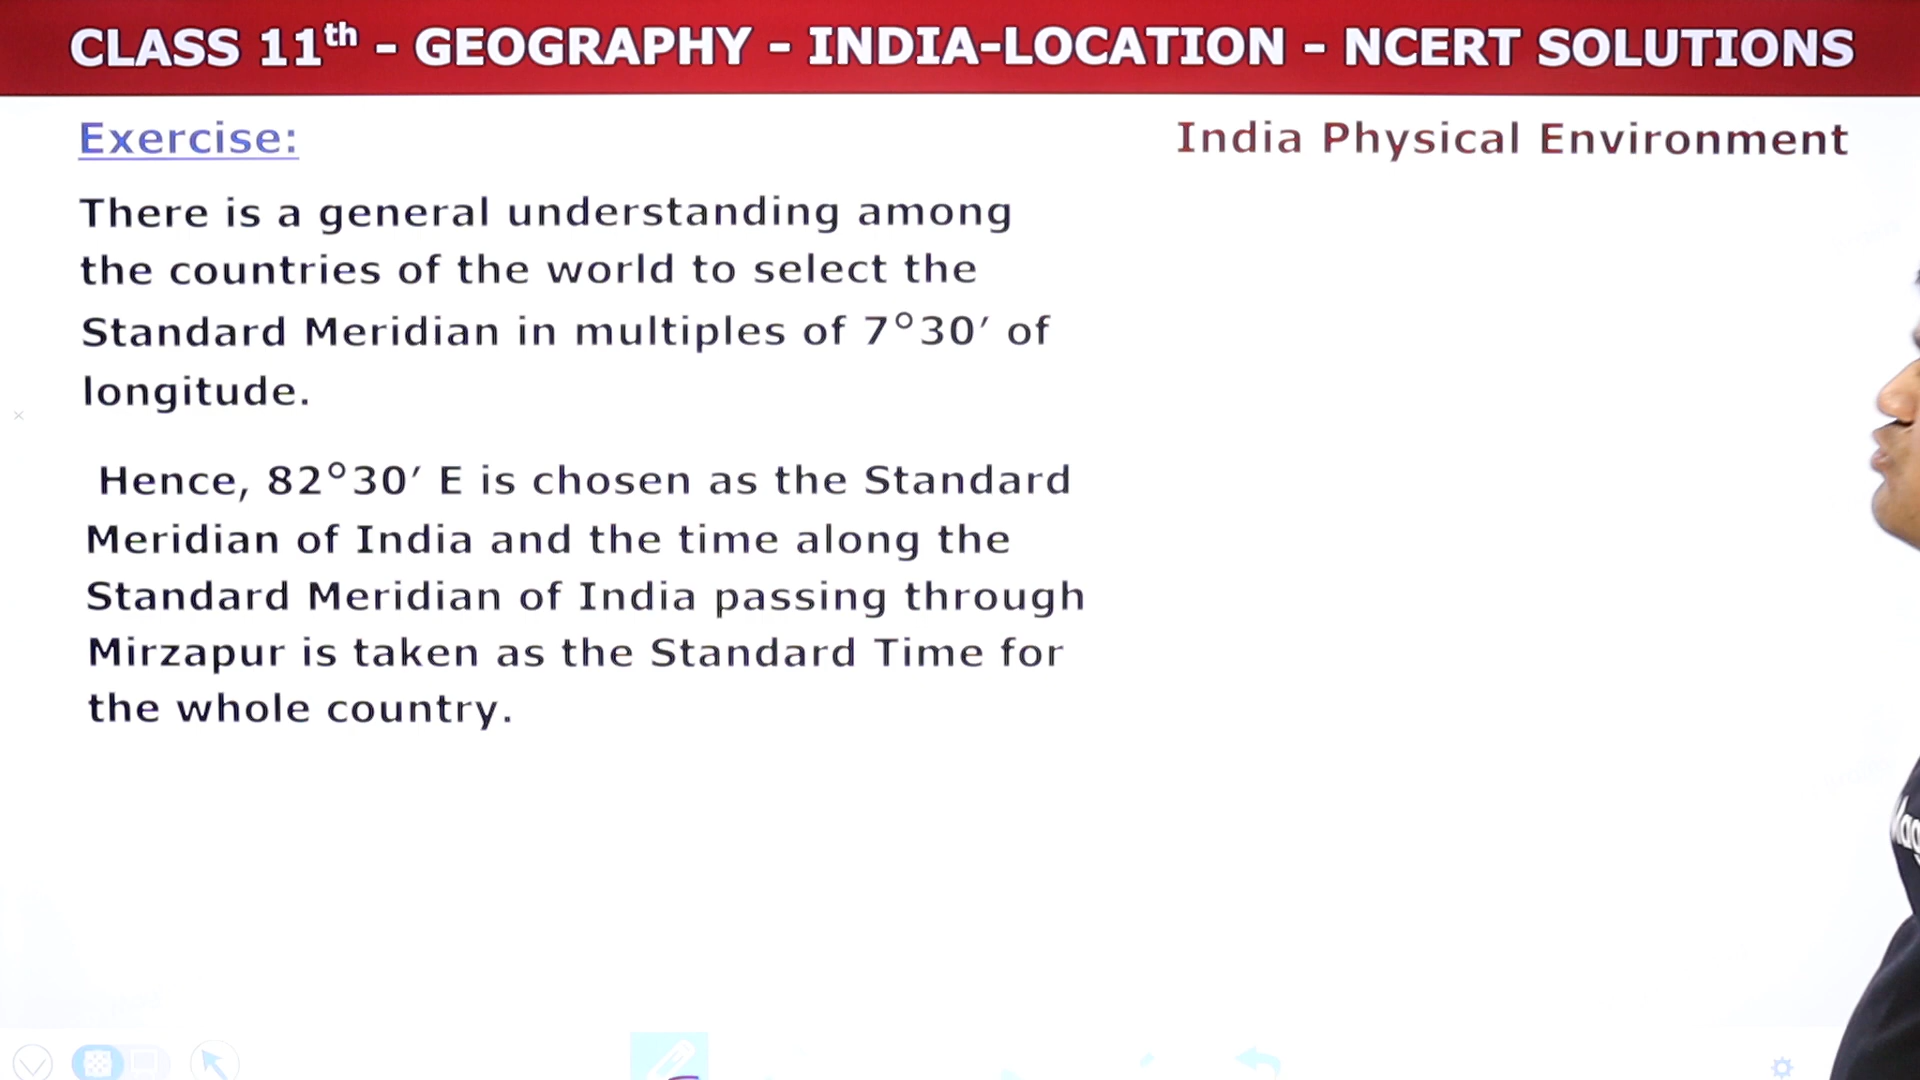 CLASS 11th - GEOGRAPHY - INDIA-LOCATION - NCERT SOLUTIONS
Exercise:
India Physical Environment
There is a general understanding among
the countries of the world to select the
Standard Meridian in multiples of 7°30′ of
longitude.
Hence, 82°30′ E is chosen as the Standard
Meridian of India and the time along the
Standard Meridian of India passing through
Mirzapur is taken as the Standard Time for
the whole country.